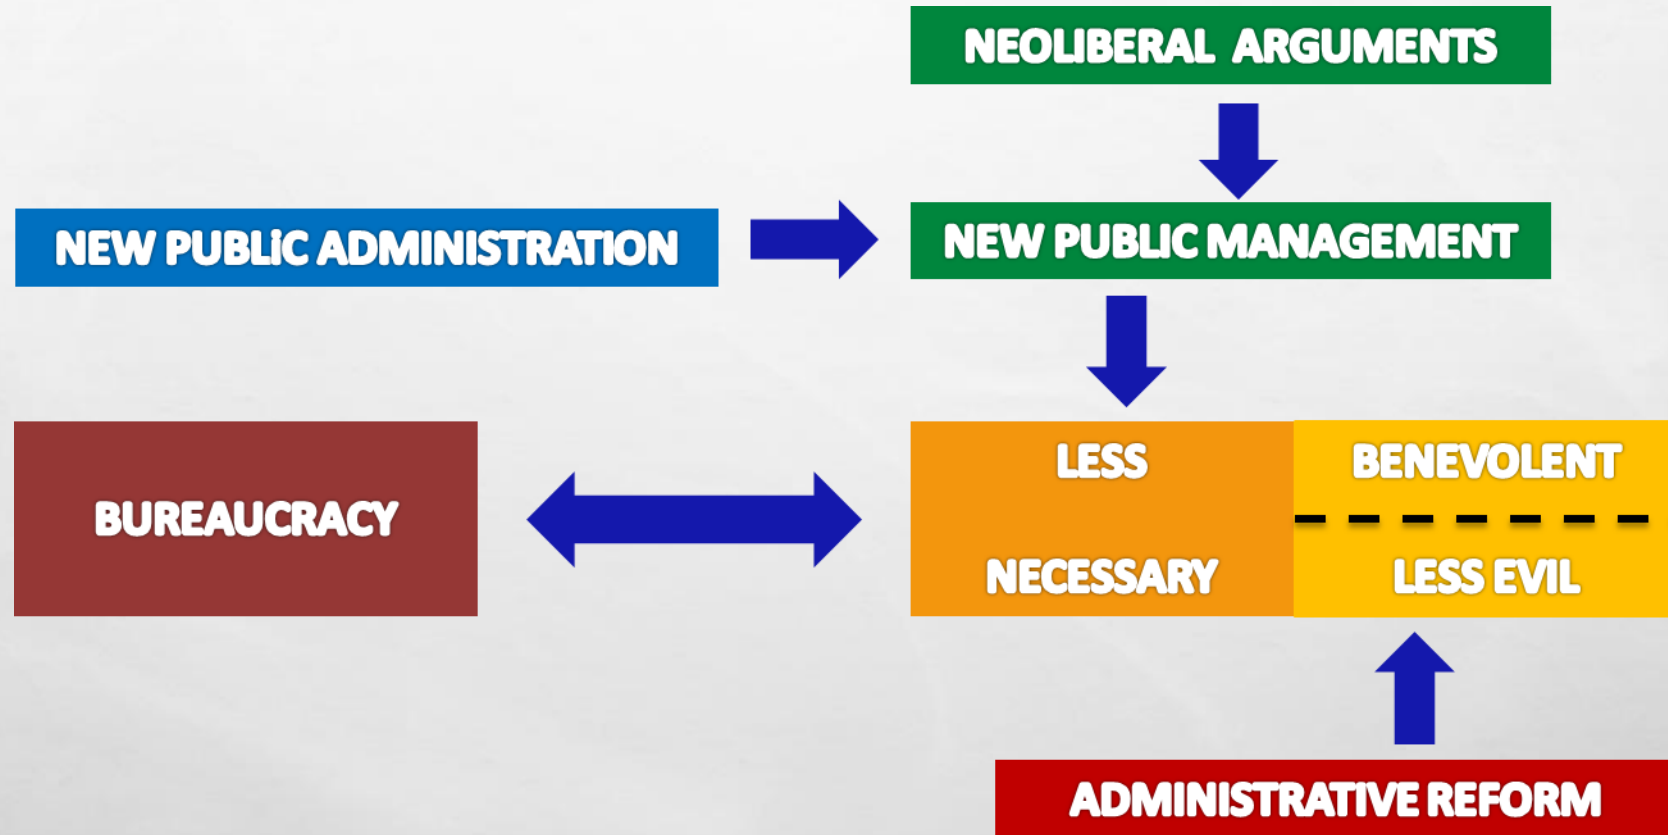 NEOLIBERAL ARGUMENTS
NEW PUBLiC ADMINISTRATION
NEW PUBLIC MANAGEMENT
BUREAUCRACY
LESS
NECESSARY
BENEVOLENT
LESS EVIL
ADMINISTRATIVE REFORM